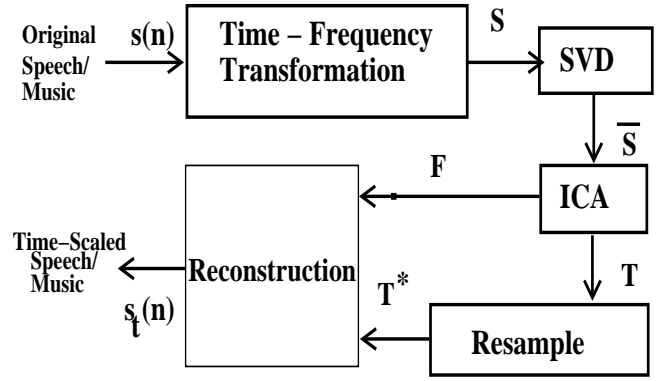 Original
Speech/
Music
s(n)
Time – Frequency
Transformation
S
SVD
S̅
F
ICA
Time–Scaled
Speech/
Music
s_t(n)
Reconstruction
T*
T
Resample